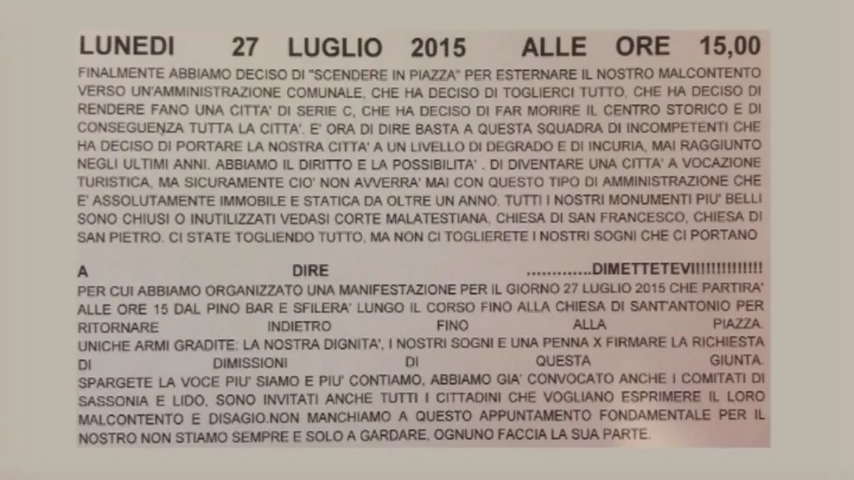 LUNEDI 27 LUGLIO 2015 ALLE ORE 15,00
FINALMENTE ABBIAMO DECISO DI "SCENDERE IN PIAZZA" PER ESTERNARE IL NOSTRO MALCONTENTO
VERSO UN'AMMINISTRAZIONE COMUNALE, CHE HA DECISO DI TOGLIERCI TUTTO, CHE HA DECISO DI
RENDERE FANO UNA CITTA' DI SERIE C, CHE HA DECISO DI FAR MORIRE IL CENTRO STORICO E DI
CONSEGUENZA TUTTA LA CITTA'. E' ORA DI DIRE BASTA A QUESTA SQUADRA DI INCOMPETENTI CHE
HA DECISO DI PORTARE LA NOSTRA CITTA' A UN LIVELLO DI DEGRADO E DI INCURIA, MAI RAGGIUNTO
NEGLI ULTIMI ANNI. ABBIAMO IL DIRITTO E LA POSSIBILITA' . DI DIVENTARE UNA CITTA' A VOCAZIONE
TURISTICA, MA SICURAMENTE CIO' NON AVVERRA' MAI CON QUESTO TIPO DI AMMINISTRAZIONE CHE
E' ASSOLUTAMENTE IMMOBILE E STATICA DA OLTRE UN ANNO. TUTTI I NOSTRI MONUMENTI PIU' BELLI
SONO CHIUSI O INUTILIZZATI VEDASI CORTE MALATESTIANA, CHIESA DI SAN FRANCESCO, CHIESA DI
SAN PIETRO. CI STATE TOGLIENDO TUTTO, MA NON CI TOGLIERETE I NOSTRI SOGNI CHE CI PORTANO
A DIRE ............DIMETTETEVI!!!!!!!!!!!!!!
PER CUI ABBIAMO ORGANIZZATO UNA MANIFESTAZIONE PER IL GIORNO 27 LUGLIO 2015 CHE PARTIRA'
ALLE ORE 15 DAL PINO BAR E SFILERA' LUNGO IL CORSO FINO ALLA CHIESA DI SANT'ANTONIO PER
RITORNARE INDIETRO FINO ALLA PIAZZA.
UNICHE ARMI GRADITE: LA NOSTRA DIGNITA', I NOSTRI SOGNI E UNA PENNA X FIRMARE LA RICHIESTA
DI DIMISSIONI DI QUESTA GIUNTA.
SPARGETE LA VOCE PIU' SIAMO E PIU' CONTIAMO, ABBIAMO GIA' CONVOCATO ANCHE I COMITATI DI
SASSONIA E LIDO, SONO INVITATI ANCHE TUTTI I CITTADINI CHE VOGLIANO ESPRIMERE IL LORO
MALCONTENTO E DISAGIO.NON MANCHIAMO A QUESTO APPUNTAMENTO FONDAMENTALE PER IL
NOSTRO NON STIAMO SEMPRE E SOLO A GARDARE, OGNUNO FACCIA LA SUA PARTE.